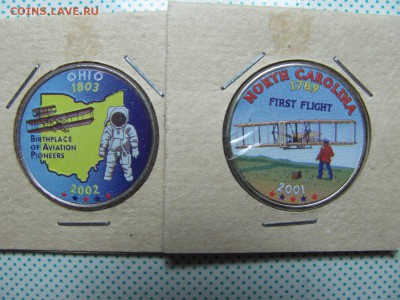 COINS.LAVE.RU
OHIO
1803
BIRTHPLACE
OF AVIATION
PIONEERS
2002
NORTH CAROLINA
1789
FIRST FLIGHT
2001